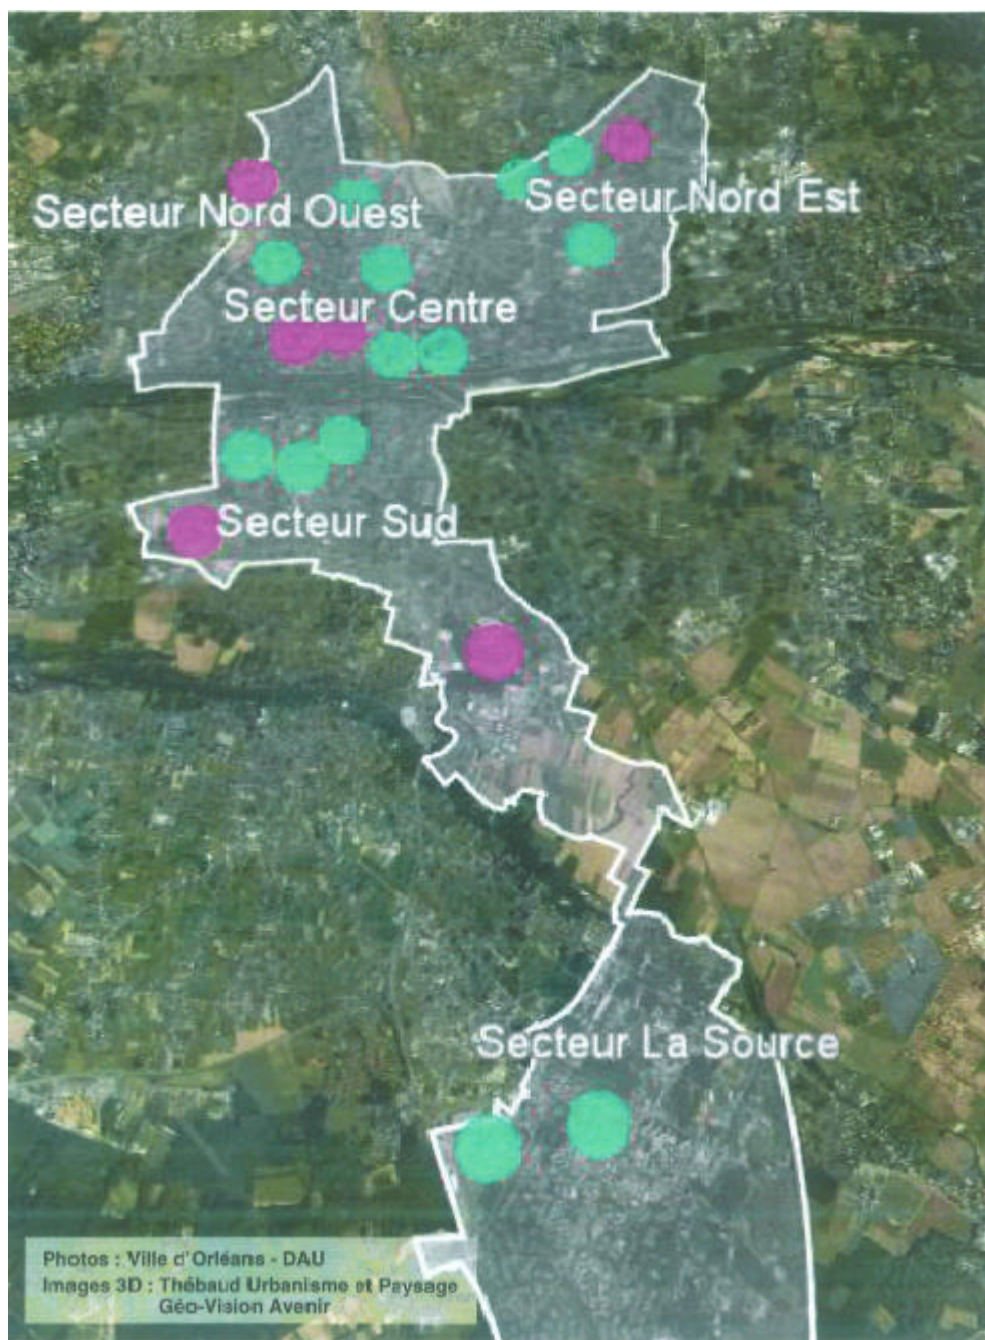 Secteur Nord Est
Secteur Nord Ouest
Secteur Centre
Secteur Sud
Secteur La Source
Photos : Ville d'Orléans - DAU
Images 3D : Thébaud Urbanisme et Paysage
Géo-Vision Avenir